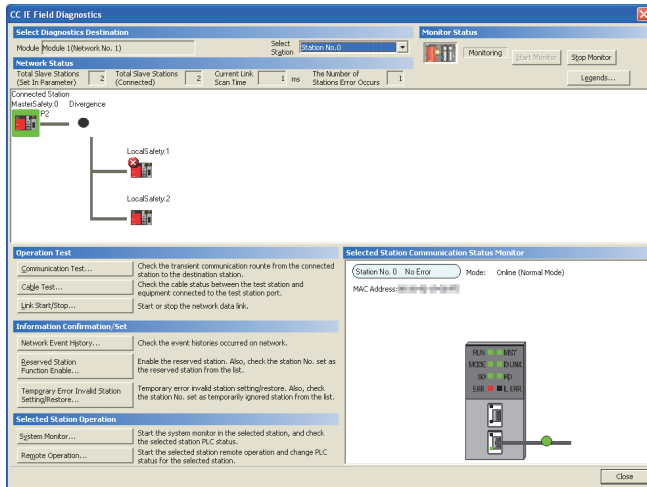 CC IE Field Diagnostics
Select Diagnostics Destination
Monitor Status
Module Module 1(Network No. 1)
Select Station Station No.0
Monitoring Start Monitor Stop Monitor
Network Status
Total Slave Stations (Set In Parameter) 2 Total Slave Stations (Connected) 2 Current Link Scan Time 1 ms The Number of Stations Error Occurs 1
Legends...
Connected Station
MasterSafety:0 Divergence
P2
LocalSafety:1
LocalSafety:2
Operation Test
Communication Test... Check the transient communication rounte from the connected station to the destination station.
Cable Test... Check the cable status between the test station and equipment connected to the test station port.
Link Start/Stop... Start or stop the network data link.
Information Confirmation/Set
Network Event History... Check the event histories occurred on network.
Reserved Station Function Enable... Enable the reserved station. Also, check the station No. set as the reserved station from the list.
Temporary Error Invalid Station Setting/Restore... Temporary error invalid station setting/restore. Also, check the station No. set as temporarily ignored station from the list.
Selected Station Operation
System Monitor... Start the system monitor in the selected station, and check the selected station PLC status.
Remote Operation... Start the selected station remote operation and change PLC status for the selected station.
Selected Station Communication Status Monitor
Station No. 0 No Error Mode: Online (Normal Mode)
MAC Address:
RUN MST
MODE D LINK
SD RD
ERR. L ERR.
Close